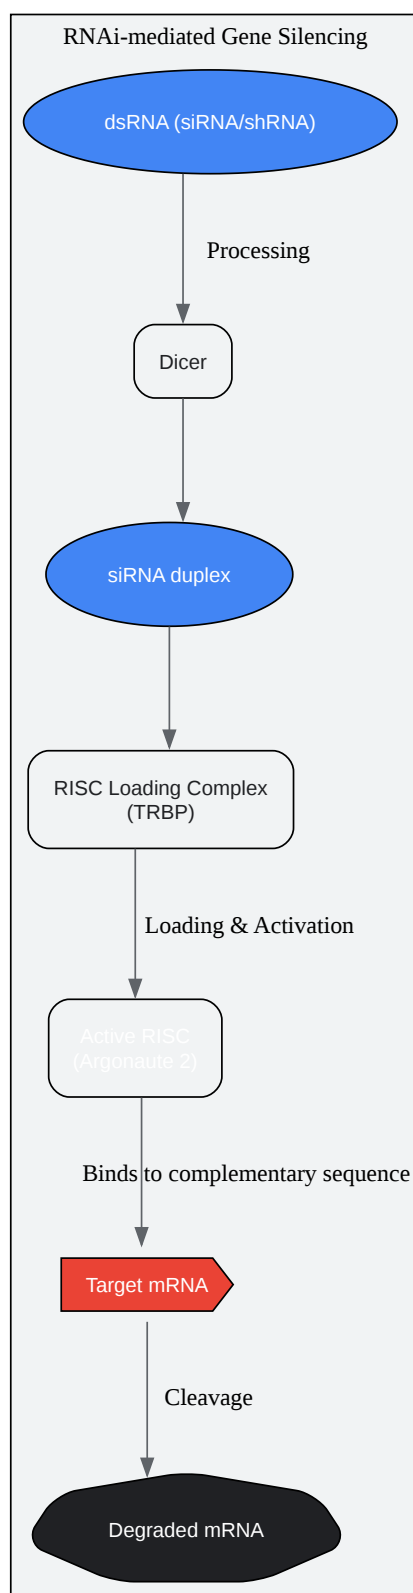 RNAi-mediated Gene Silencing
dsRNA (siRNA/shRNA)
Processing
Dicer
siRNA duplex
RISC Loading Complex
(TRBP)
Loading & Activation
Active RISC
(Argonaute 2)
Binds to complementary sequence
Target mRNA
Cleavage
Degraded mRNA